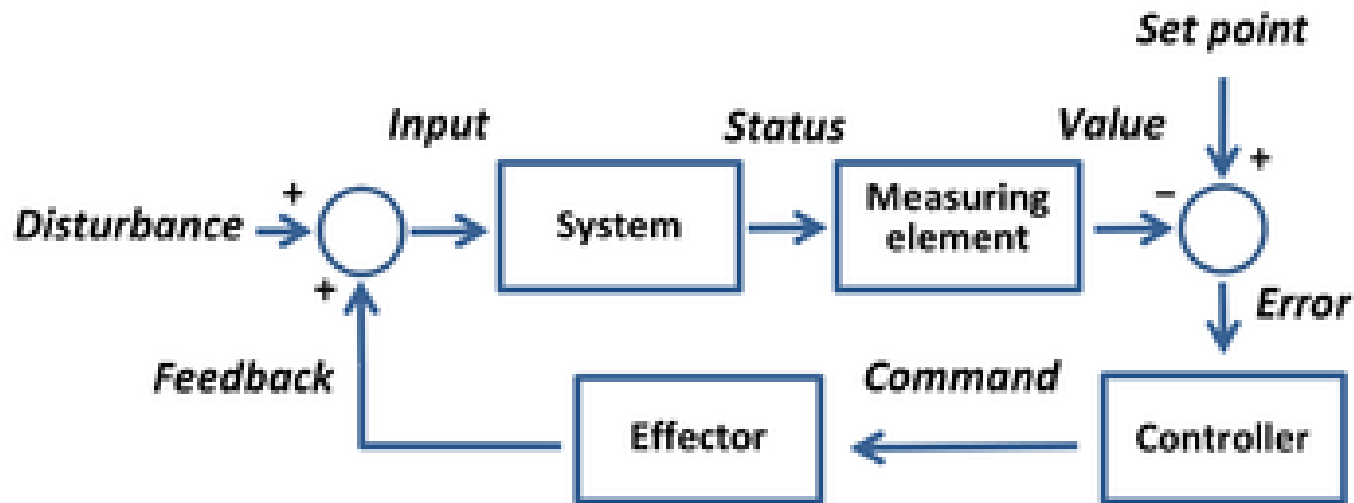 Set point
Input
Status
Value
+
+
−
Disturbance
System
Measuring
element
+
Error
Feedback
Command
Effector
Controller